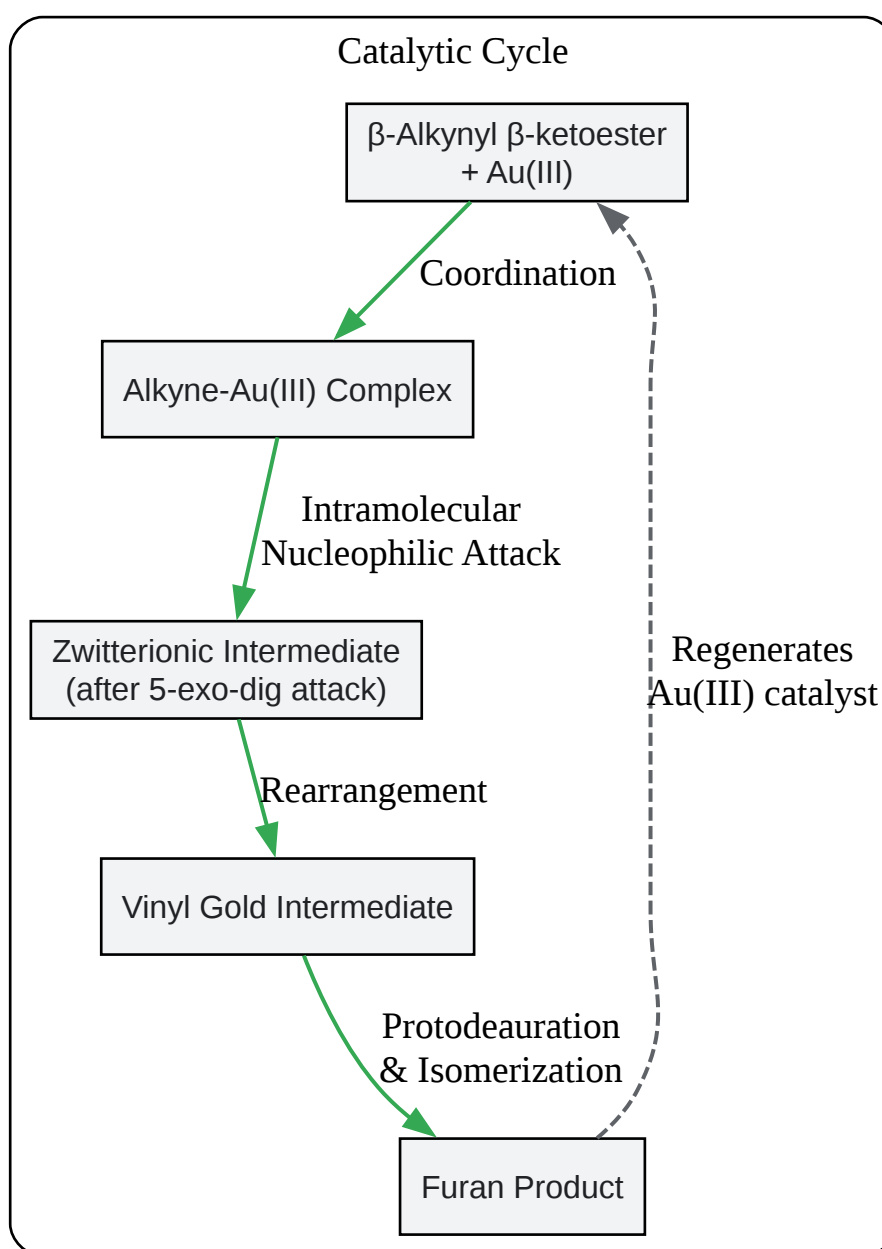 Catalytic Cycle
β-Alkynyl β-ketoester
+ Au(III)
Coordination
Alkyne-Au(III) Complex
Intramolecular
Nucleophilic Attack
Zwitterionic Intermediate
(after 5-exo-dig attack)
Regenerates
Au(III) catalyst
Rearrangement
Vinyl Gold Intermediate
Protodeauration
& Isomerization
Furan Product